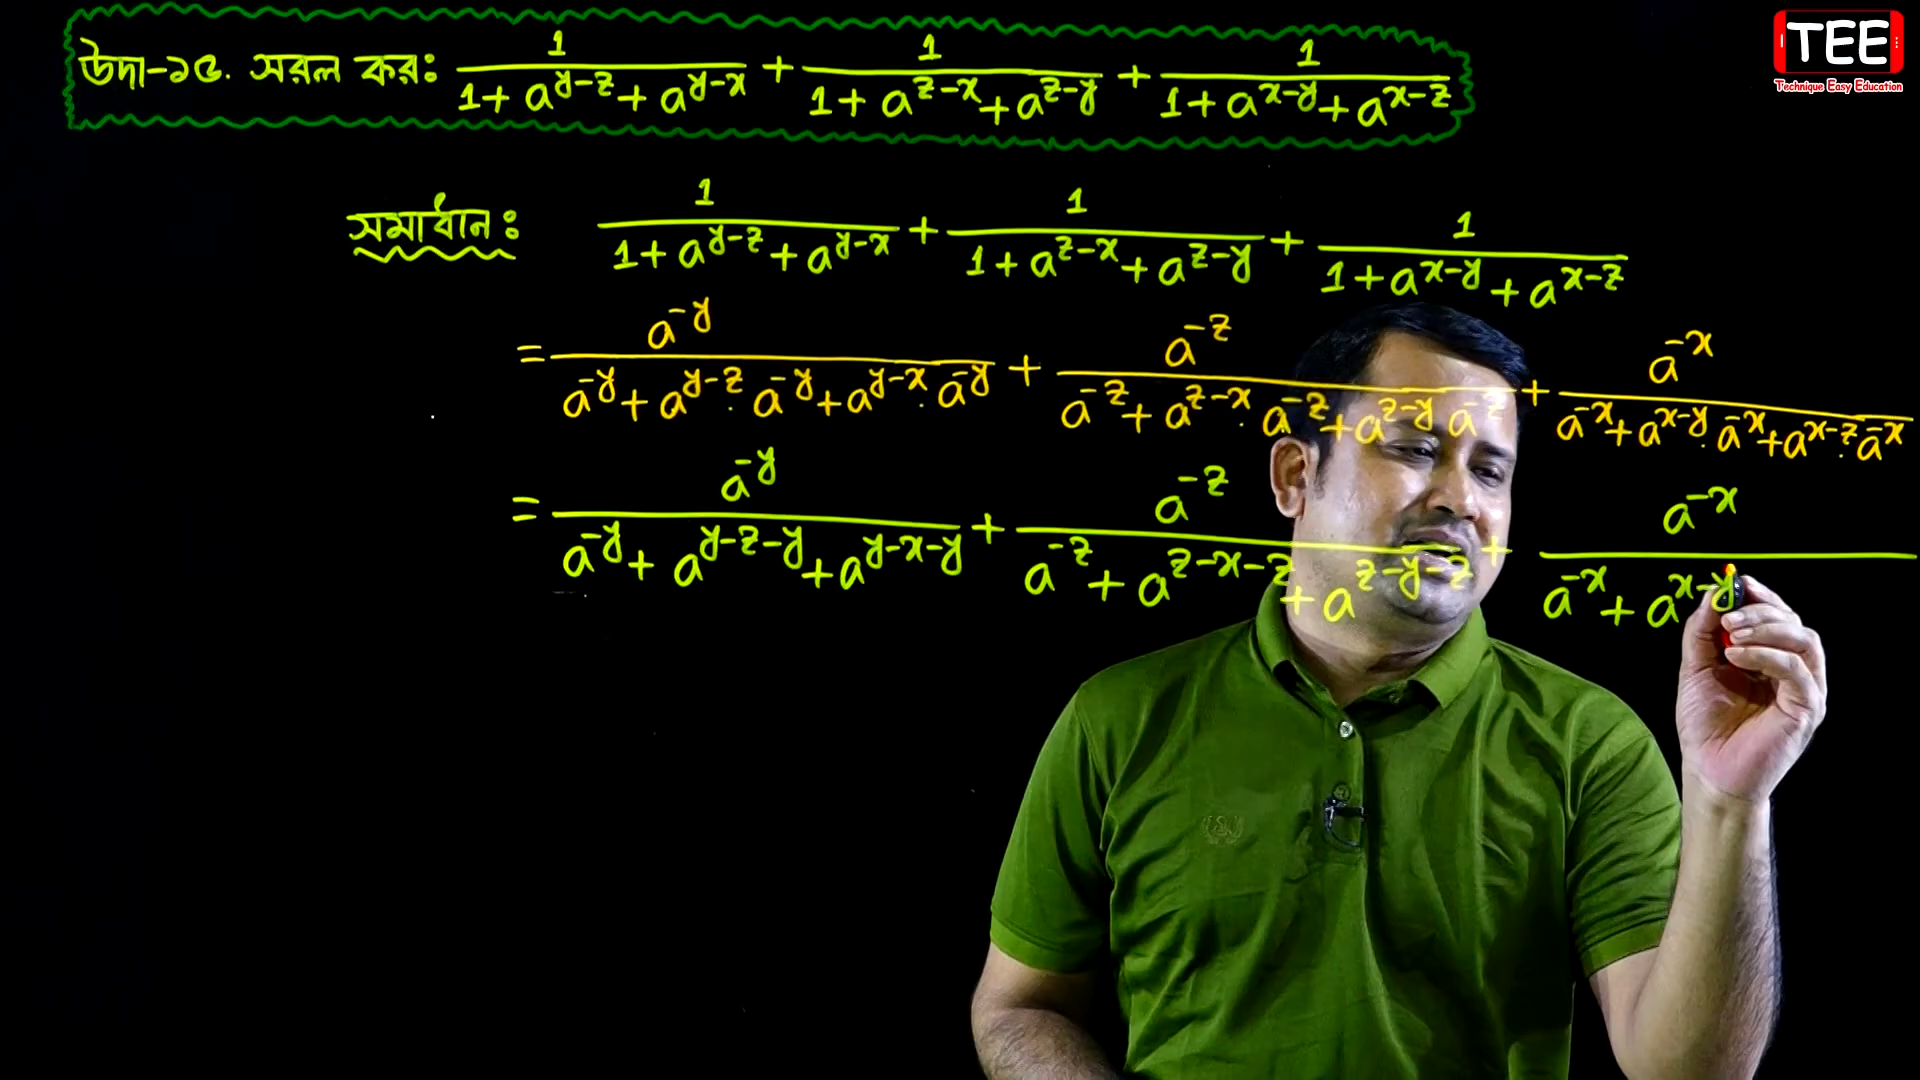 TEE
Technique Easy Education
উদা-১৫. সরল কর: 1/(1+a^(y-z)+a^(y-x)) + 1/(1+a^(z-x)+a^(z-y)) + 1/(1+a^(x-y)+a^(x-z))
সমাধান: 1/(1+a^(y-z)+a^(y-x)) + 1/(1+a^(z-x)+a^(z-y)) + 1/(1+a^(x-y)+a^(x-z))
= a^(-y)/(a^(-y)+a^(y-z).a^(-y)+a^(y-x).a^(-y)) + a^(-z)/(a^(-z)+a^(z-x).a^(-z)+a^(z-y).a^(-z)) + a^(-x)/(a^(-x)+a^(x-y).a^(-x)+a^(x-z).a^(-x))
= a^(-y)/(a^(-y)+a^(y-z-y)+a^(y-x-y)) + a^(-z)/(a^(-z)+a^(z-x-z)+a^(z-y-z)) + a^(-x)/(a^(-x)+a^(x-y)